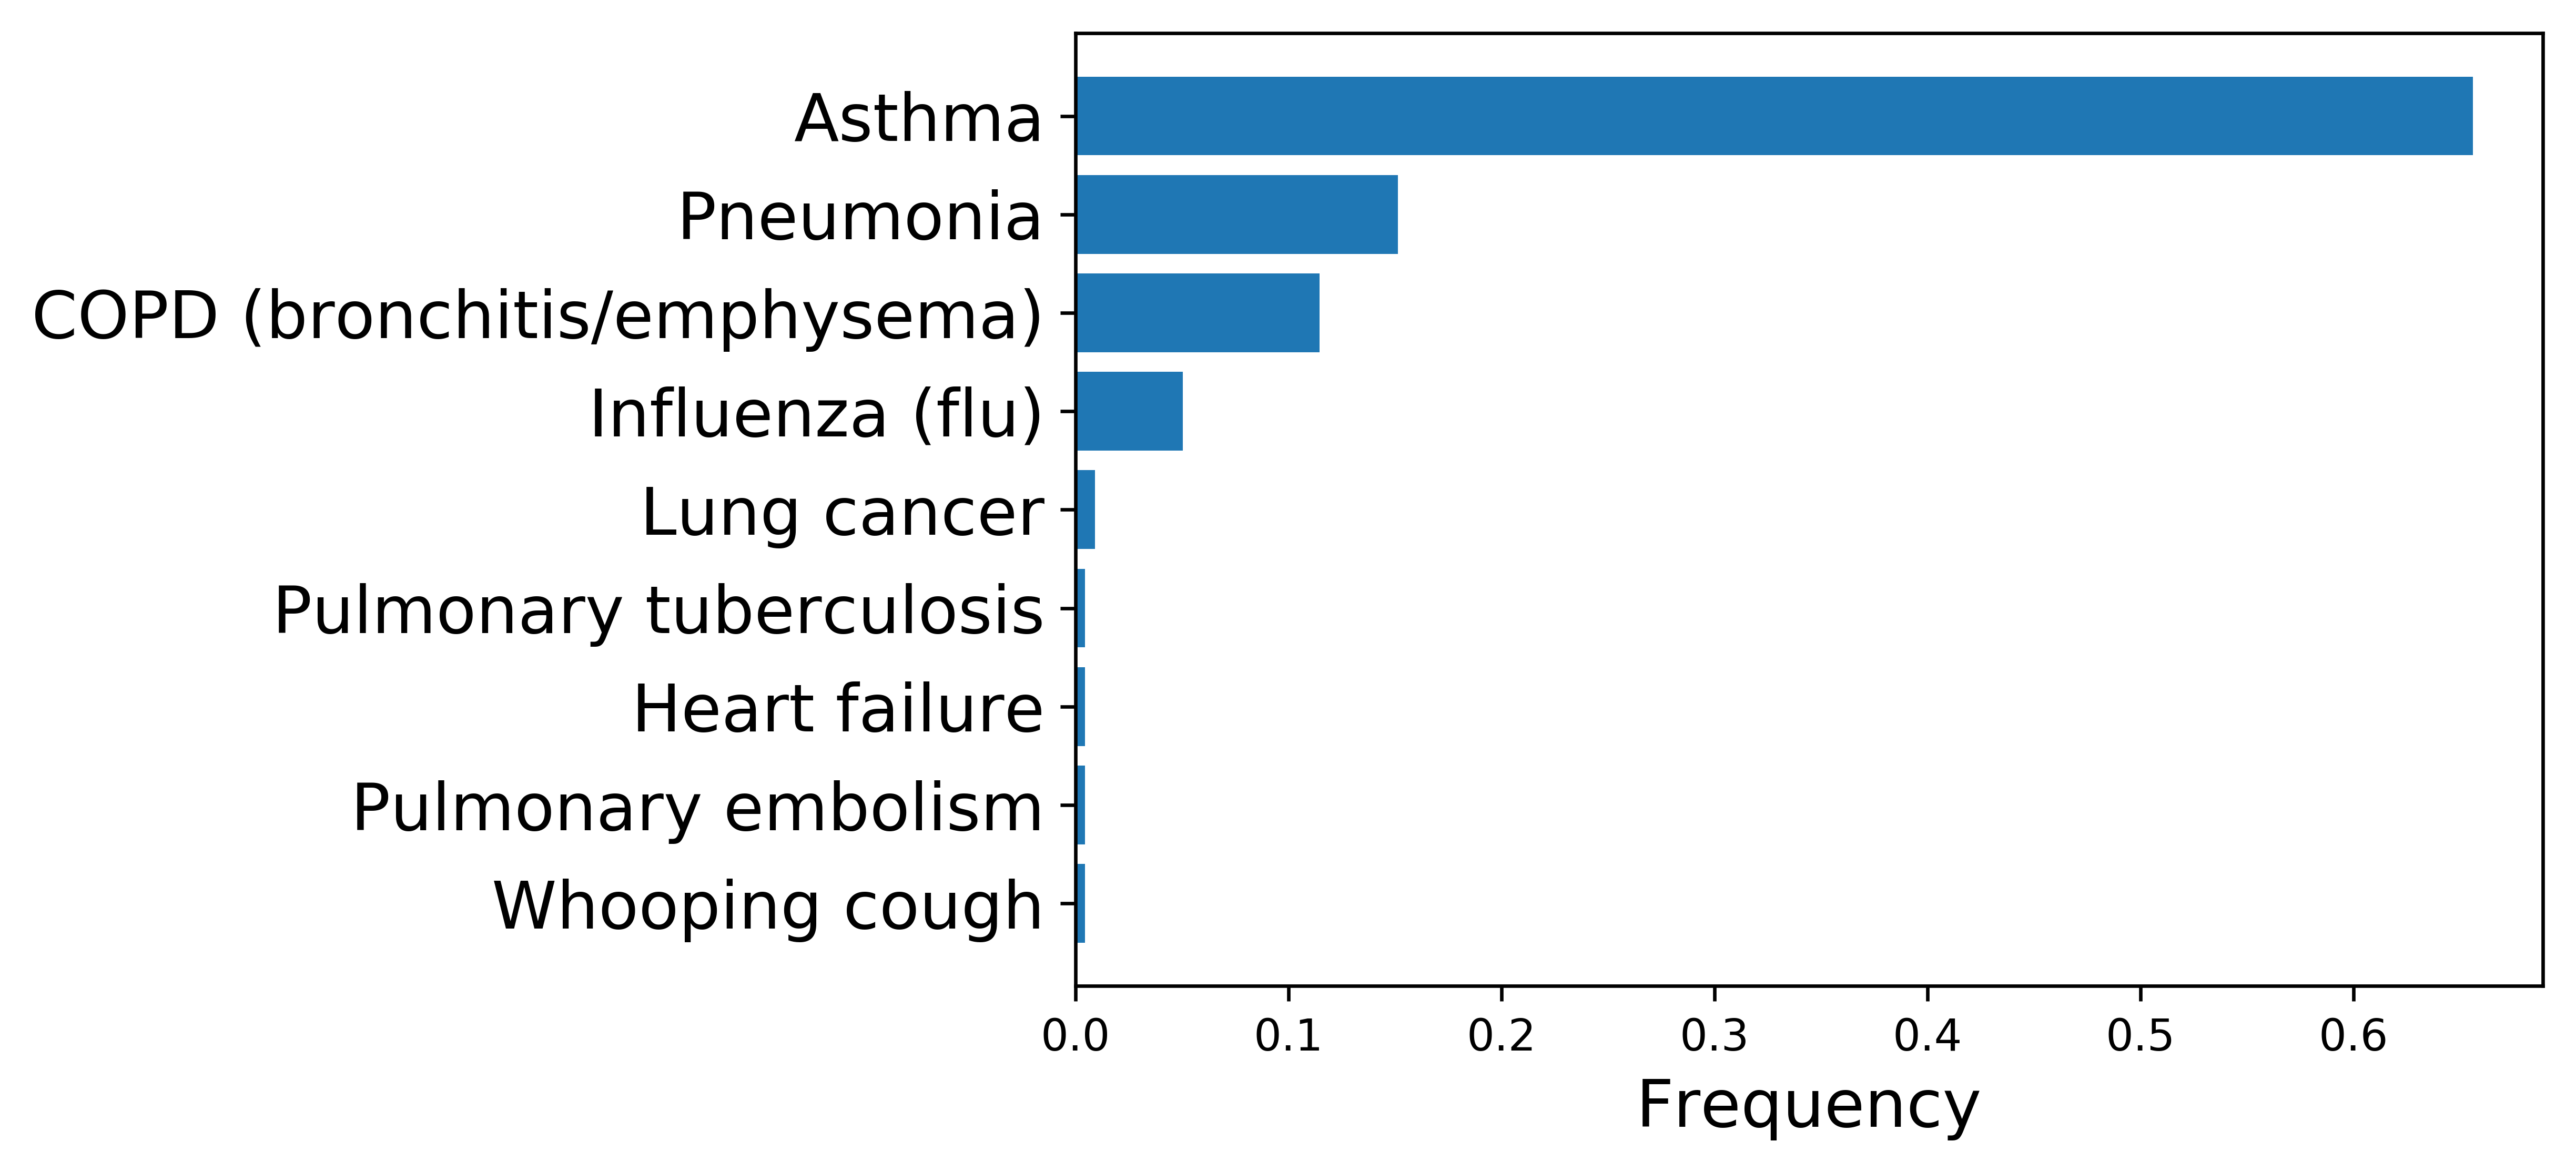 Asthma
Pneumonia
COPD (bronchitis/emphysema)
Influenza (flu)
Lung cancer
Pulmonary tuberculosis
Heart failure
Pulmonary embolism
Whooping cough
0.0 0.1 0.2 0.3 0.4 0.5 0.6
Frequency